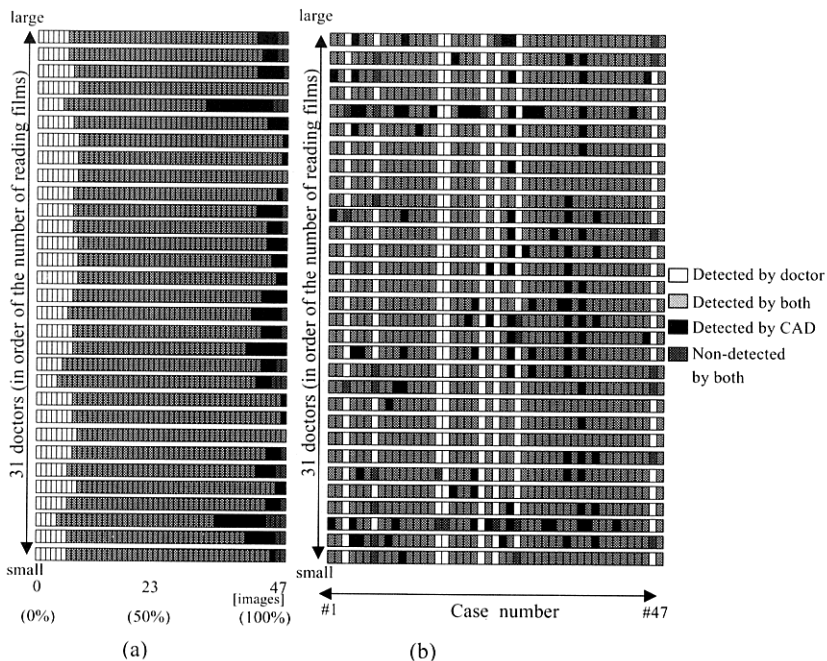 large
large
31 doctors (in order of the number of reading films)
31 doctors (in order of the number of reading films)
Detected by doctor
Detected by both
Detected by CAD
Non-detected
by both
small
small
0 23 47
[images]
(0%) (50%) (100%)
#1 Case number #47
(a) (b)